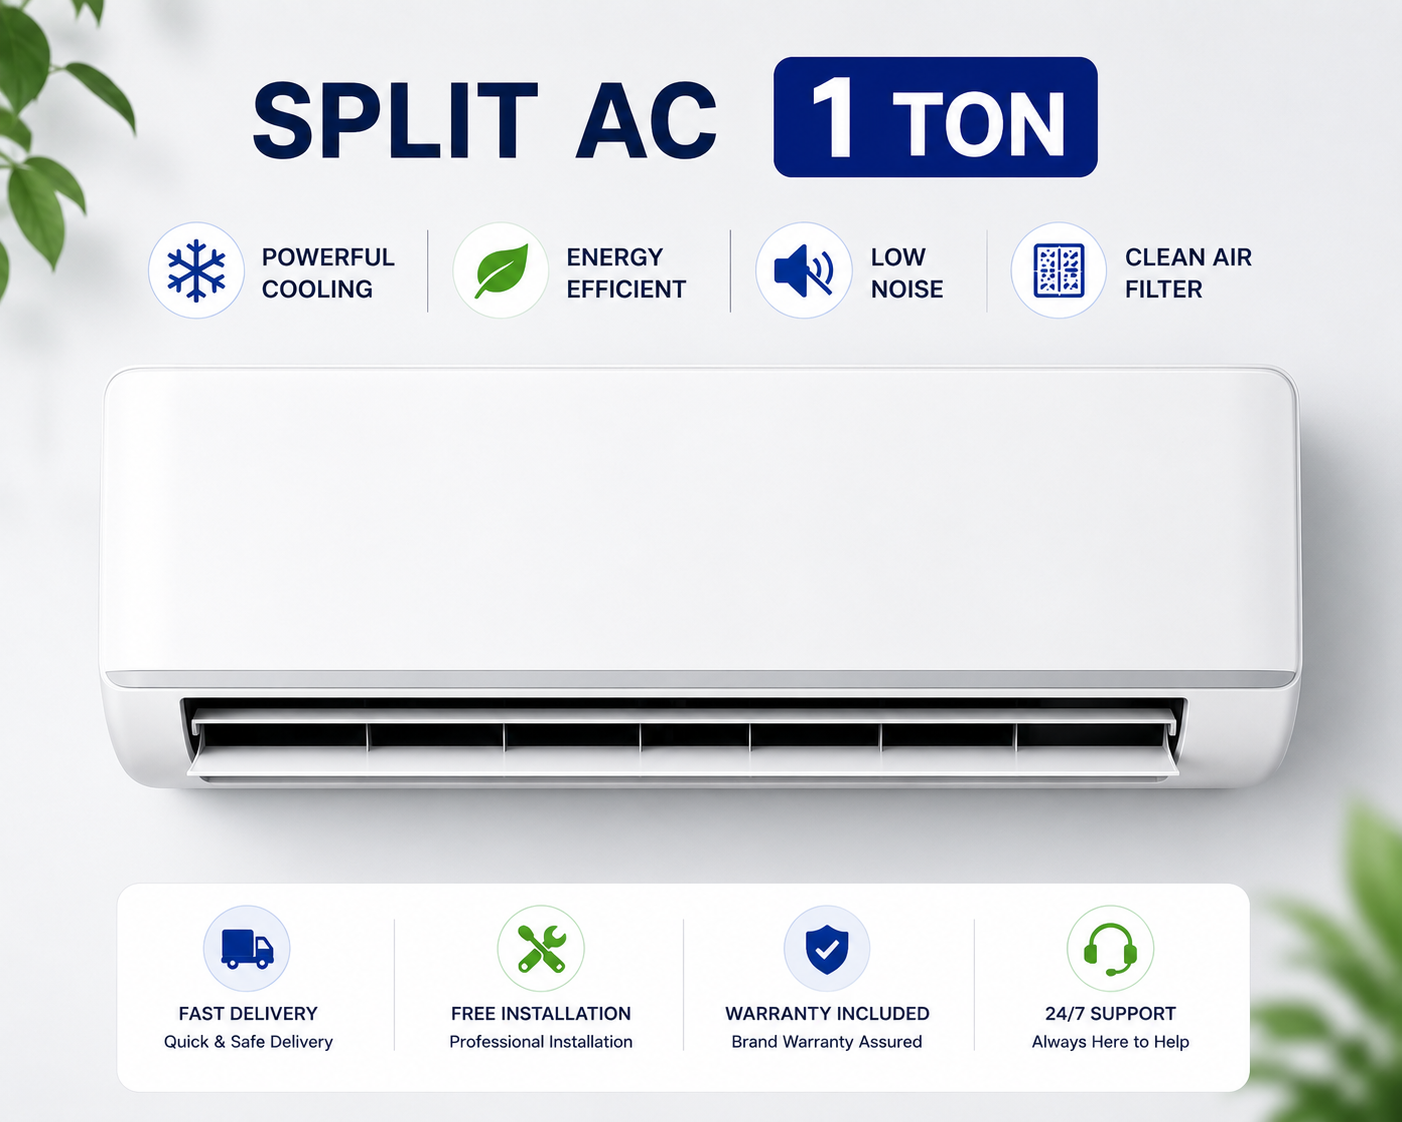 SPLIT AC 1 TON
POWERFUL
COOLING
ENERGY
EFFICIENT
LOW
NOISE
CLEAN AIR
FILTER
FAST DELIVERY
Quick & Safe Delivery
FREE INSTALLATION
Professional Installation
WARRANTY INCLUDED
Brand Warranty Assured
24/7 SUPPORT
Always Here to Help